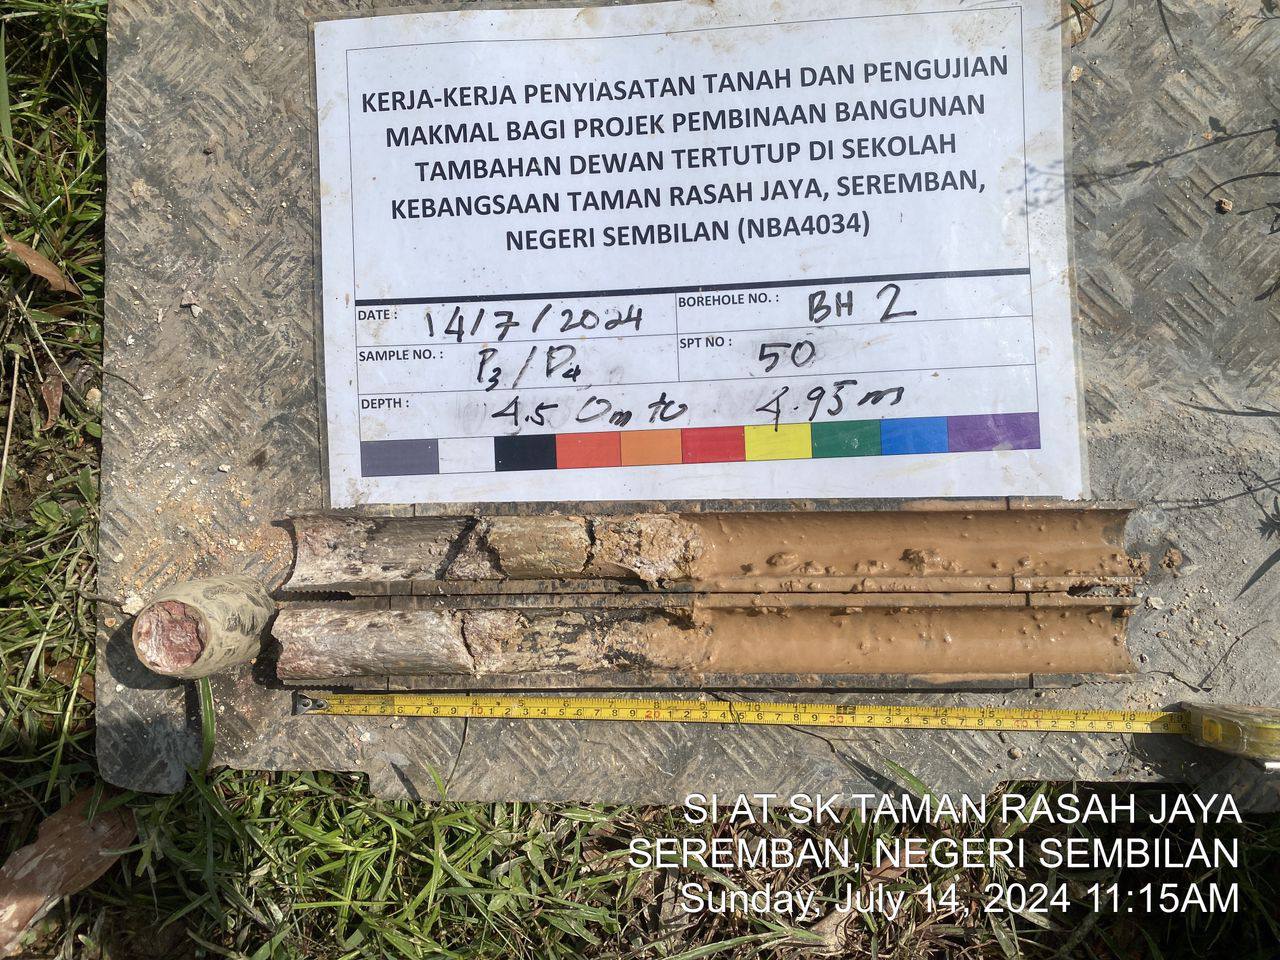 KERJA-KERJA PENYIASATAN TANAH DAN PENGUJIAN
MAKMAL BAGI PROJEK PEMBINAAN BANGUNAN
TAMBAHAN DEWAN TERTUTUP DI SEKOLAH
KEBANGSAAN TAMAN RASAH JAYA, SEREMBAN,
NEGERI SEMBILAN (NBA4034)
DATE : 14/7/2024 BOREHOLE NO. : BH 2
SAMPLE NO. : P3/D4 SPT NO : 50
DEPTH : 4.50m to 4.95m
SI AT SK TAMAN RASAH JAYA
SEREMBAN, NEGERI SEMBILAN
Sunday, July 14, 2024 11:15AM